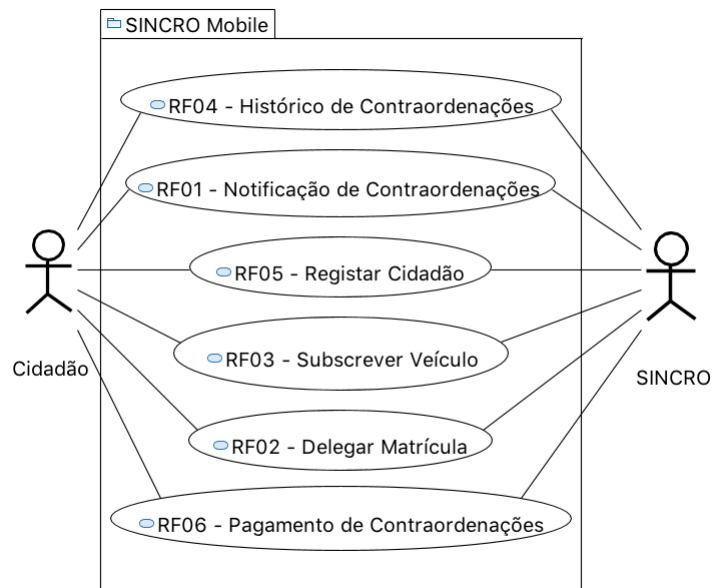 SINCRO Mobile
RF04 - Histórico de Contraordenações
RF01 - Notificação de Contraordenações
RF05 - Registar Cidadão
RF03 - Subscrever Veículo
Cidadão
SINCRO
RF02 - Delegar Matrícula
RF06 - Pagamento de Contraordenações